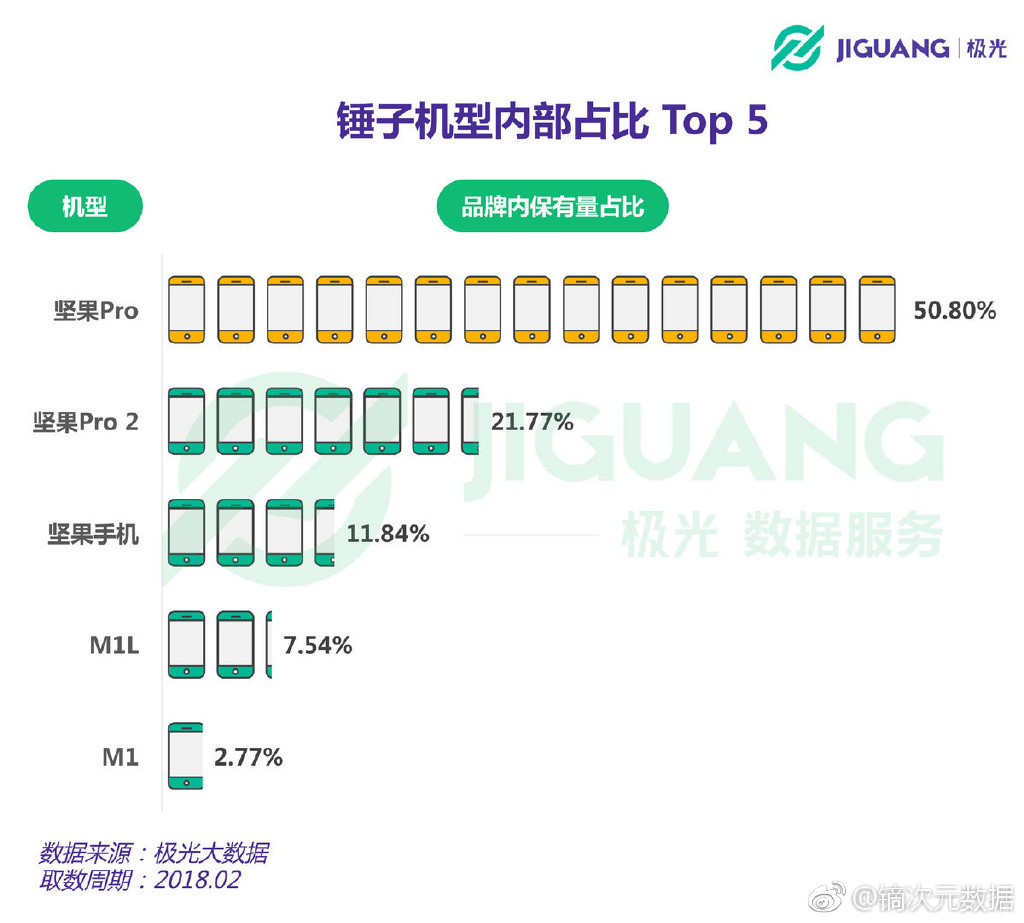 JIGUANG | 极光
锤子机型内部占比 Top 5
机型
品牌内保有量占比
坚果Pro
50.80%
坚果Pro 2
21.77%
坚果手机
11.84%
M1L
7.54%
M1
2.77%
JIGUANG
极光 数据服务
数据来源：极光大数据
取数周期：2018.02
@镝次元数据